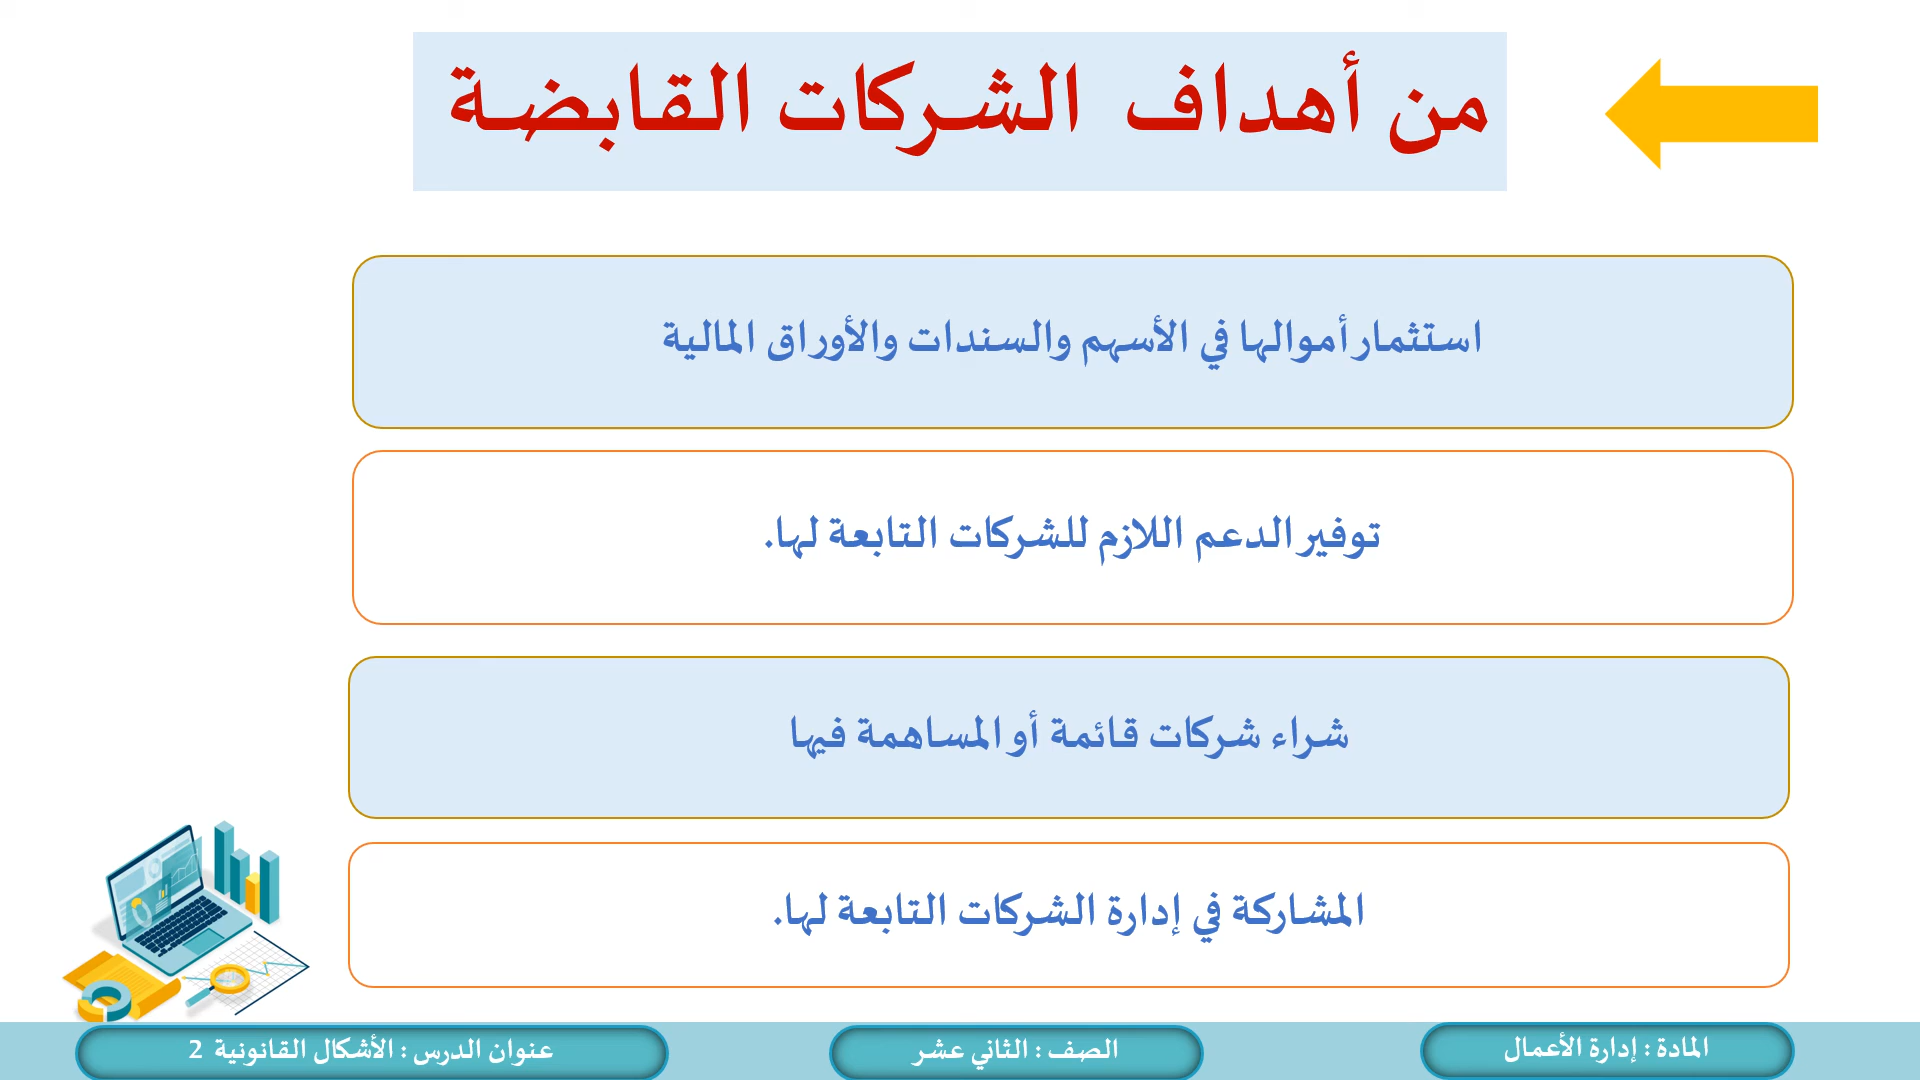 من أهداف الشركات القابضة
استثمار أموالها في الأسهم والسندات والأوراق المالية
توفير الدعم اللازم للشركات التابعة لها.
شراء شركات قائمة أو المساهمة فيها
المشاركة في إدارة الشركات التابعة لها.
المادة : إدارة الأعمال
الصف : الثاني عشر
عنوان الدرس : الأشكال القانونية 2